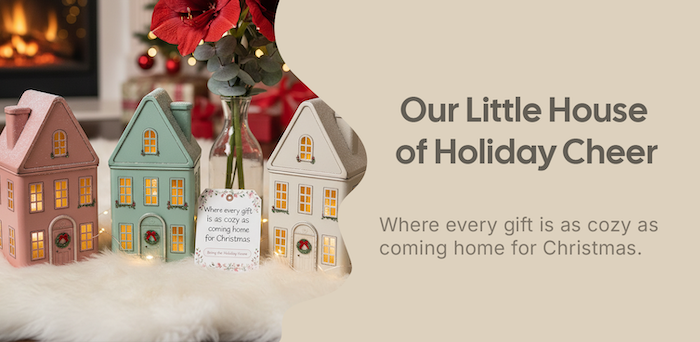 Our Little House
of Holiday Cheer
Where every gift is as cozy as
coming home for Christmas.
Where every gift
is as cozy as
coming home
for Christmas